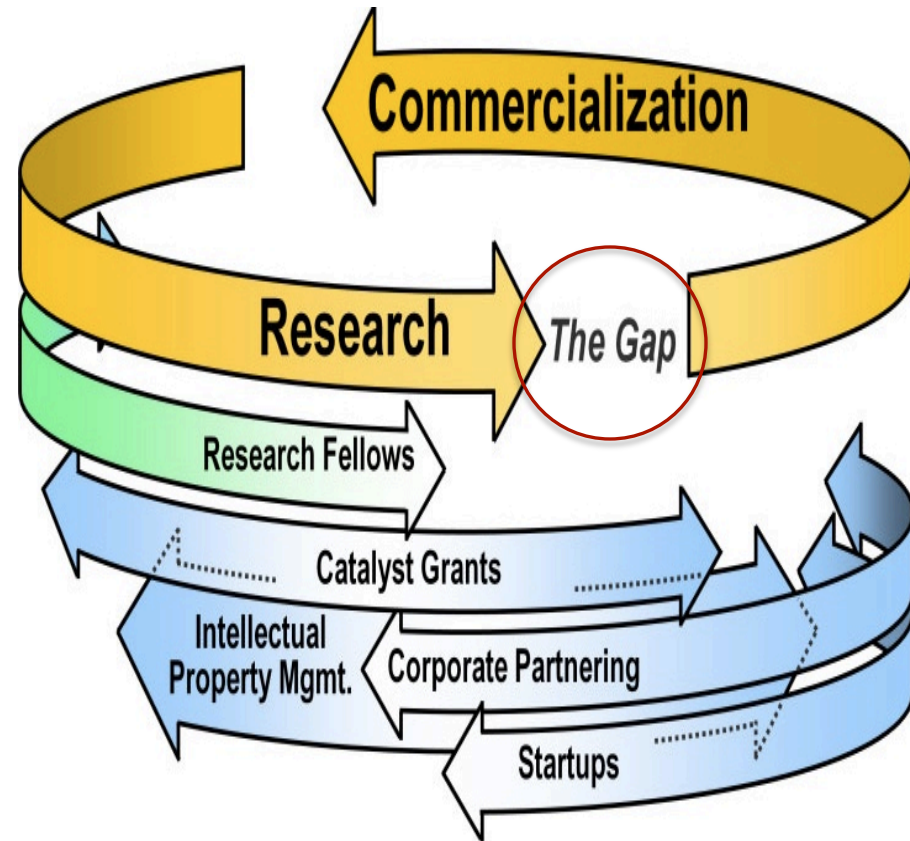 Commercialization
Research
The Gap
Research Fellows
Catalyst Grants
Intellectual
Property Mgmt.
Corporate Partnering
Startups